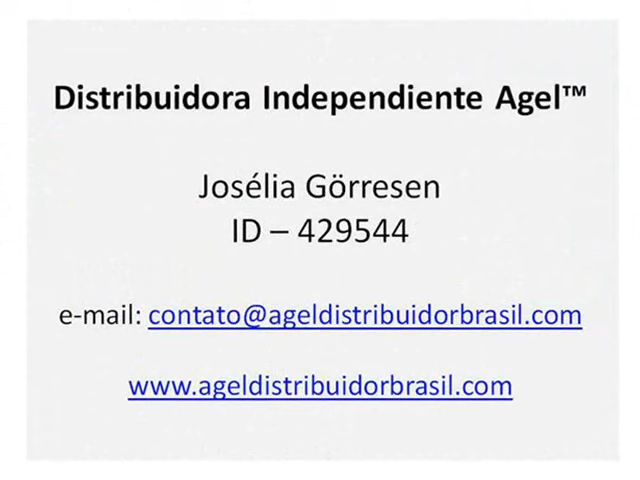 Distribuidora Independiente Agel™
Josélia Görresen
ID – 429544
e-mail: contato@ageldistribuidorbrasil.com
www.ageldistribuidorbrasil.com